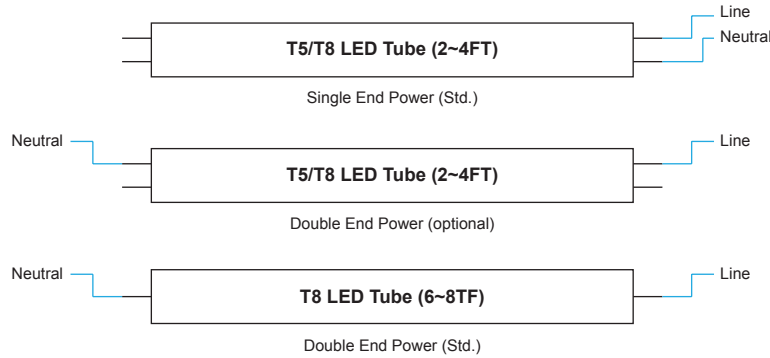 Line
T5/T8 LED Tube (2~4FT)
Neutral
Single End Power (Std.)
Neutral
Line
T5/T8 LED Tube (2~4FT)
Double End Power (optional)
Neutral
Line
T8 LED Tube (6~8TF)
Double End Power (Std.)